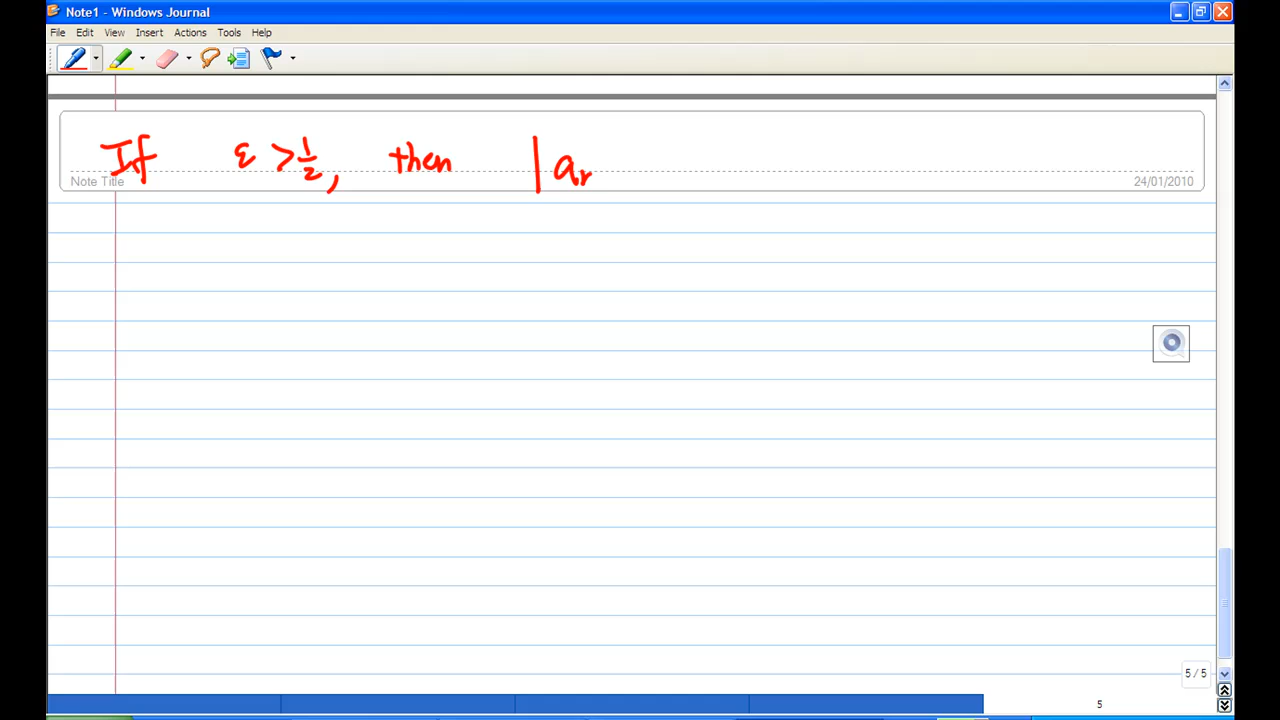 Note1 - Windows Journal
File Edit View Insert Actions Tools Help
If ε > 1/2, then |a
Note Title 24/01/2010
5 / 5
5